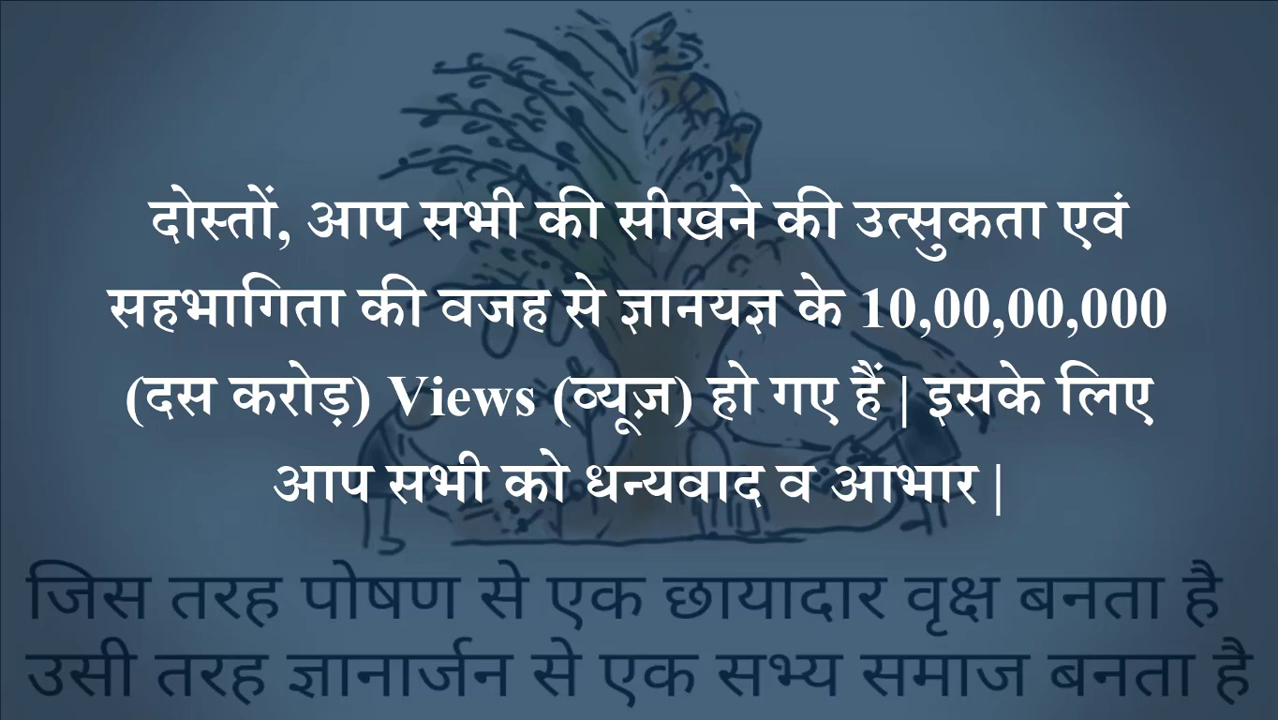 दोस्तों, आप सभी की सीखने की उत्सुकता एवं
सहभागिता की वजह से ज्ञानयज्ञ के 10,00,00,000
(दस करोड़) Views (व्यूज़) हो गए हैं | इसके लिए
आप सभी को धन्यवाद व आभार |
जिस तरह पोषण से एक छायादार वृक्ष बनता है
उसी तरह ज्ञानार्जन से एक सभ्य समाज बनता है